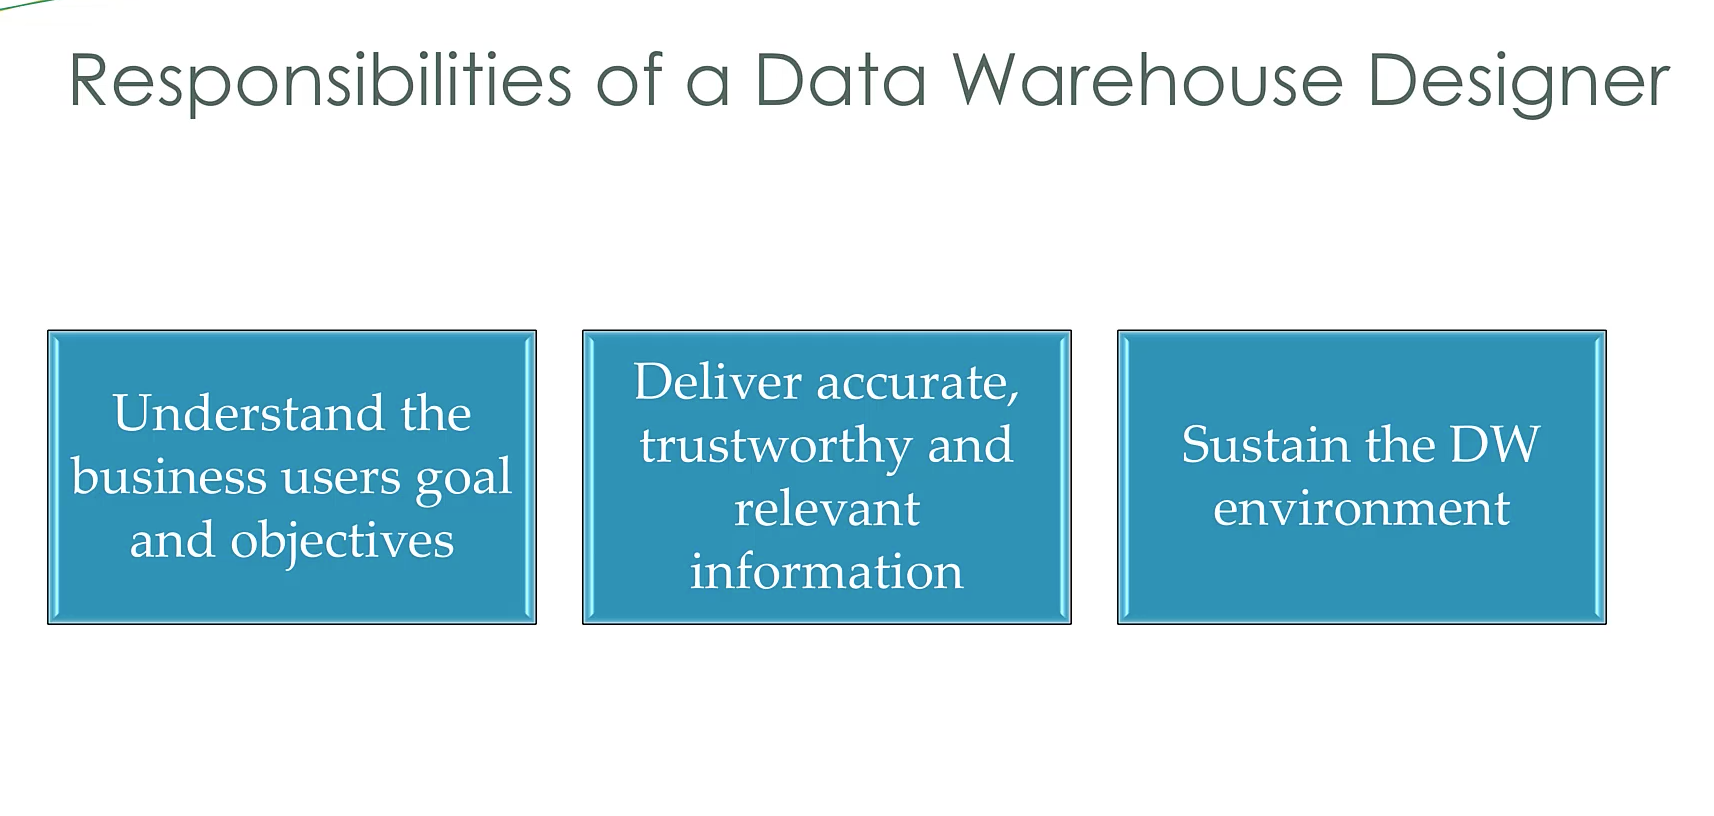 Responsibilities of a Data Warehouse Designer
Understand the
business users goal
and objectives
Deliver accurate,
trustworthy and
relevant
information
Sustain the DW
environment